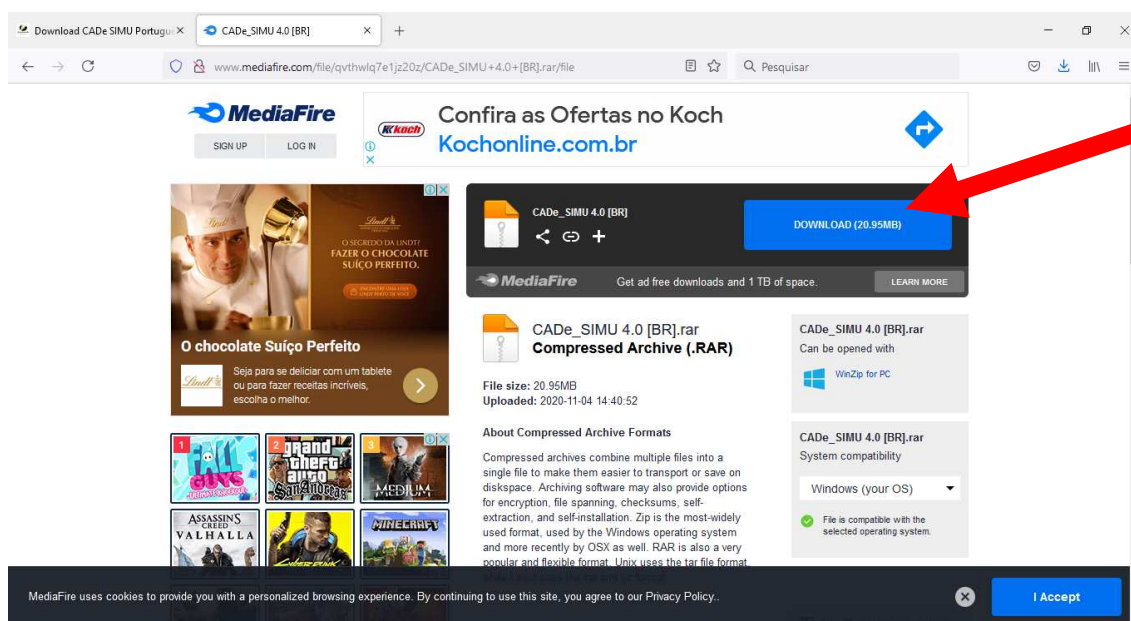 Download CADe SIMU Portugu
CADe_SIMU 4.0 [BR]
www.mediafire.com/file/qvthwlq7e1jz20z/CADe_SIMU+4.0+[BR].rar/file
Pesquisar
MediaFire
SIGN UP
LOG IN
Koch
Confira as Ofertas no Koch
Kochonline.com.br
Lindt
O SEGREDO DA LINDT?
FAZER O CHOCOLATE
SUÍÇO PERFEITO.
O chocolate Suíço Perfeito
Lindt
Seja para se deliciar com um tablete
ou para fazer receitas incríveis,
escolha o melhor.
CADe_SIMU 4.0 [BR]
DOWNLOAD (20.95MB)
MediaFire
Get ad free downloads and 1 TB of space.
LEARN MORE
CADe_SIMU 4.0 [BR].rar
Compressed Archive (.RAR)
File size: 20.95MB
Uploaded: 2020-11-04 14:40:52
About Compressed Archive Formats
Compressed archives combine multiple files into a
single file to make them easier to transport or save on
diskspace. Archiving software may also provide options
for encryption, file spanning, checksums, self-
extraction, and self-installation. Zip is the most-widely
used format, used by the Windows operating system
and more recently by OSX as well. RAR is also a very
popular and flexible format. Unix uses the tar file format,
CADe_SIMU 4.0 [BR].rar
Can be opened with
WinZip for PC
CADe_SIMU 4.0 [BR].rar
System compatibility
Windows (your OS)
File is compatible with the
selected operating system.
1
FALL
GUYS
2
grand
theft
auto
SanAndreas
3
MEDIUM
ASSASSIN'S
CREED
VALHALLA
CYBERPUNK
MINECRAFT
MediaFire uses cookies to provide you with a personalized browsing experience. By continuing to use this site, you agree to our Privacy Policy..
I Accept